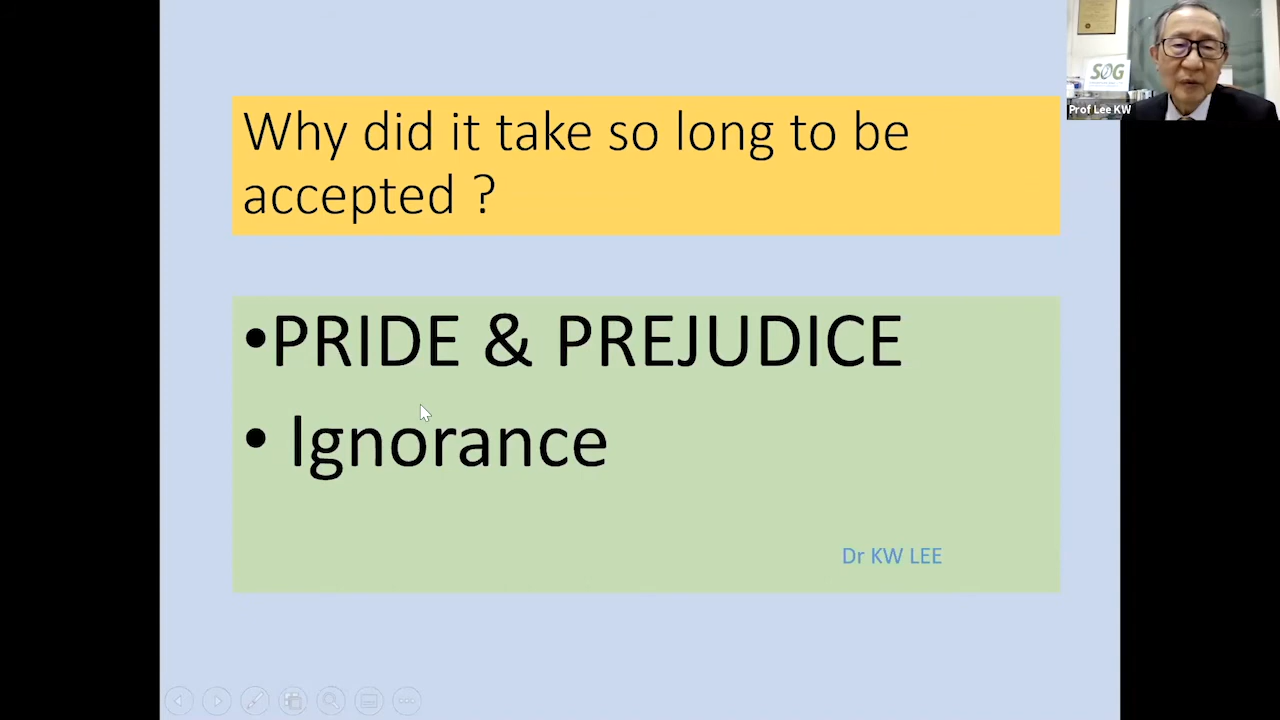 Why did it take so long to be
accepted ?
•PRIDE & PREJUDICE
• Ignorance
Dr KW LEE
SOG
Prof Lee KW